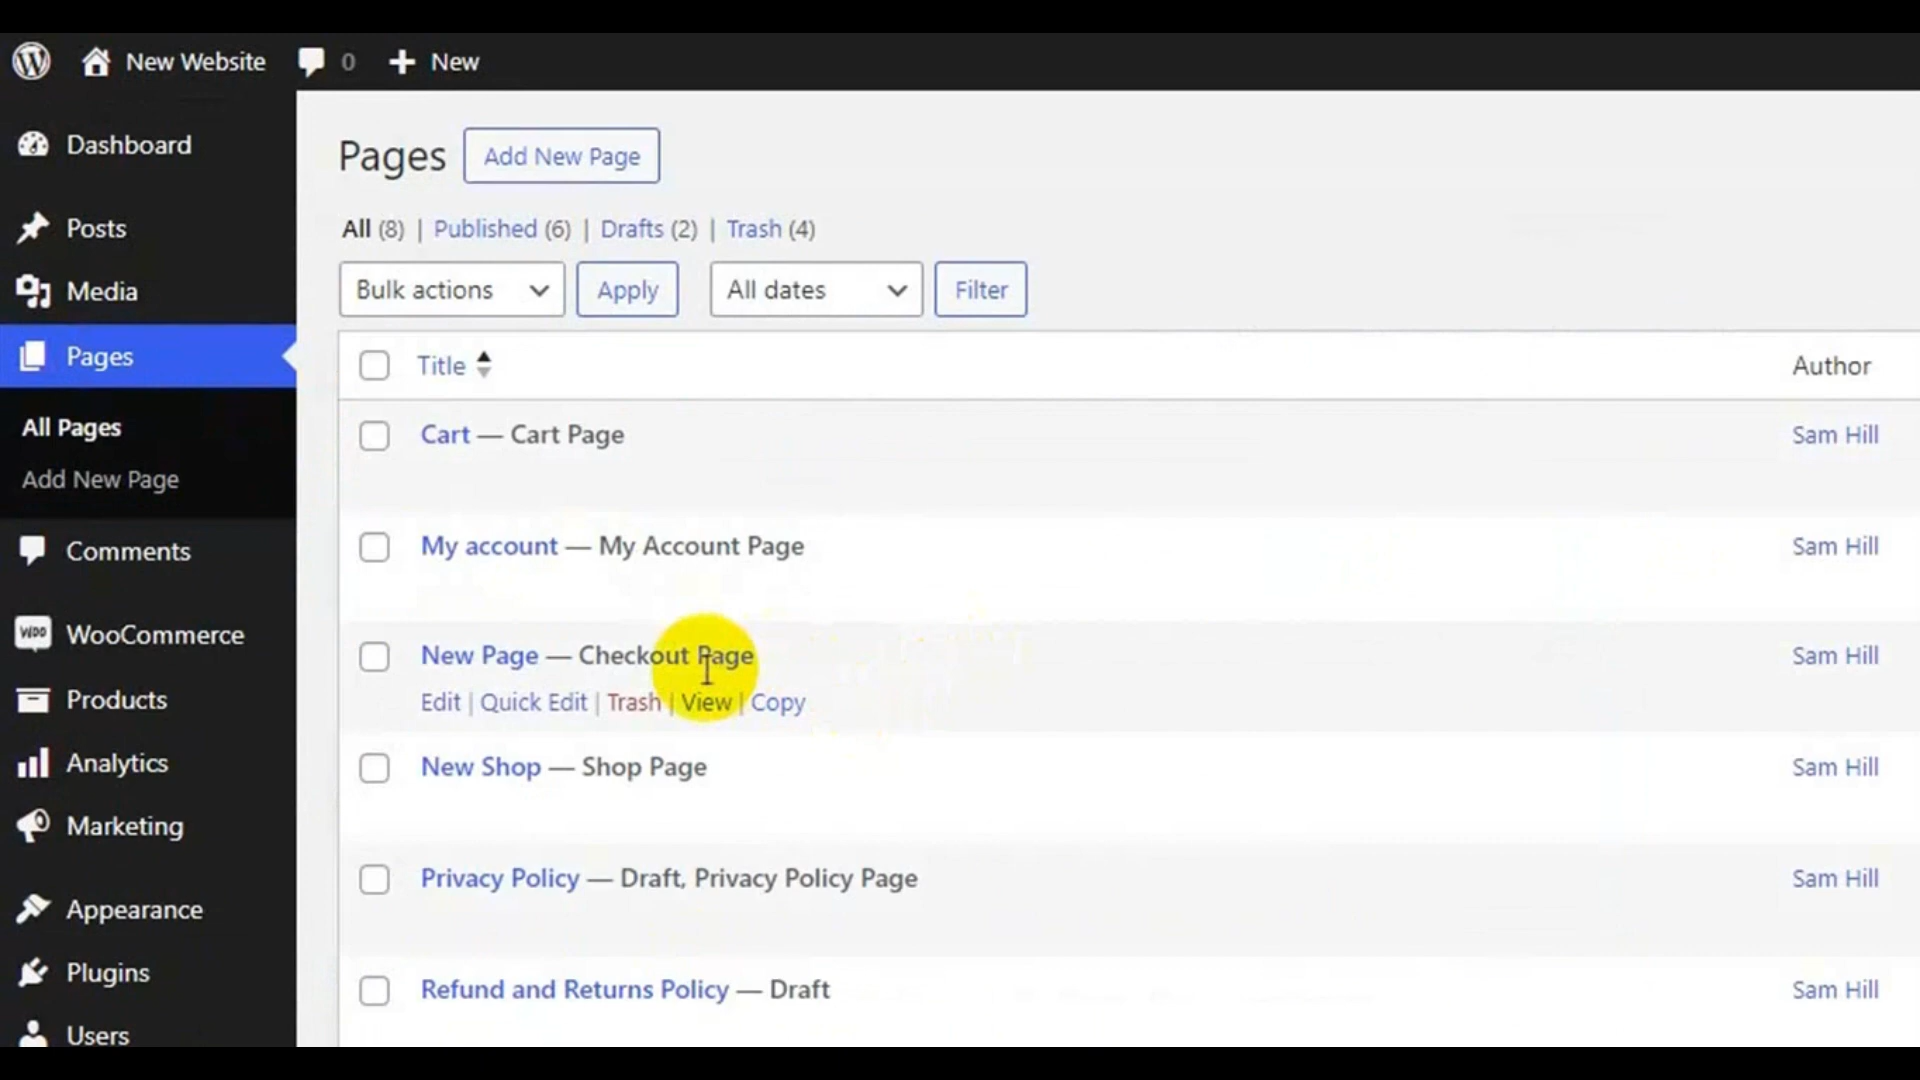 New Website 0 New
Dashboard
Posts
Media
Pages
All Pages
Add New Page
Comments
WOO WooCommerce
Products
Analytics
Marketing
Appearance
Plugins
Users
Pages Add New Page
All (8) | Published (6) | Drafts (2) | Trash (4)
Bulk actions Apply All dates Filter
Title Author
Cart — Cart Page Sam Hill
My account — My Account Page Sam Hill
New Page — Checkout Page Sam Hill
Edit | Quick Edit | Trash | View | Copy
New Shop — Shop Page Sam Hill
Privacy Policy — Draft, Privacy Policy Page Sam Hill
Refund and Returns Policy — Draft Sam Hill